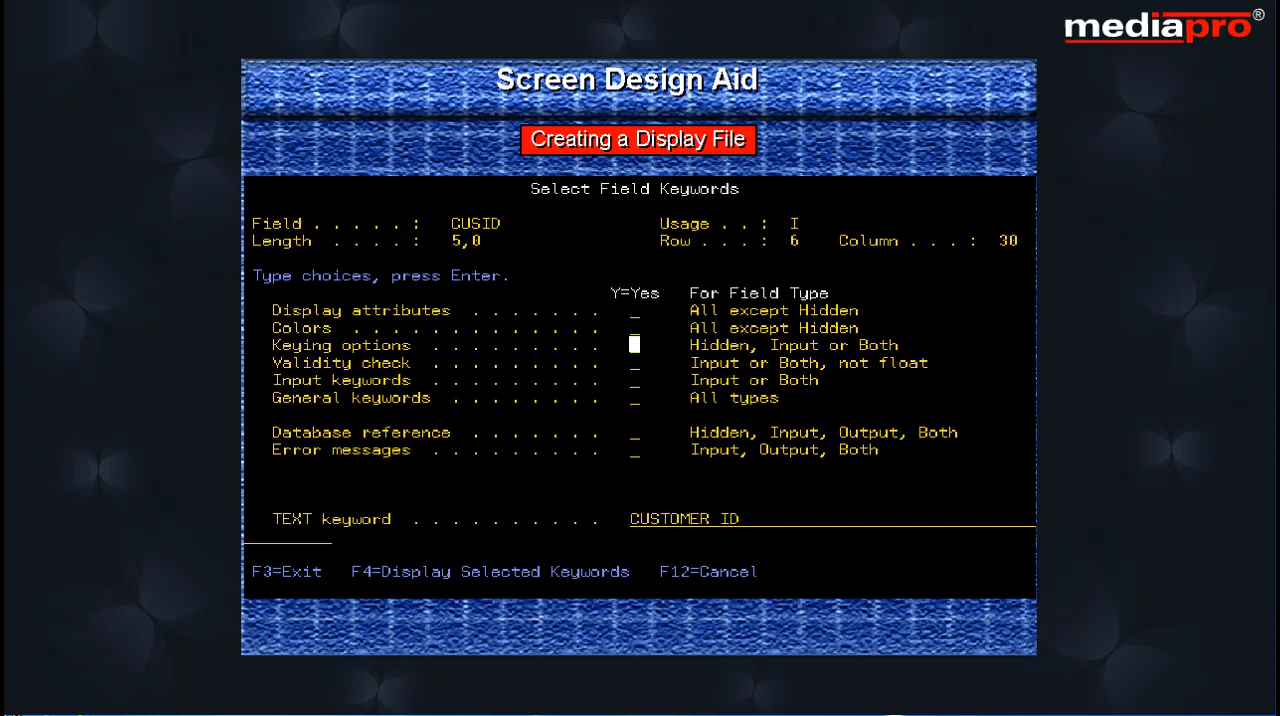 mediapro®
Screen Design Aid
Creating a Display File
Select Field Keywords
Field . . . . . : CUSID Usage . . : I
Length . . . . : 5,0 Row . . . : 6 Column . . . : 30
Type choices, press Enter.
Y=Yes For Field Type
Display attributes . . . . . . . _ All except Hidden
Colors . . . . . . . . . . . . . _ All except Hidden
Keying options . . . . . . . . . Hidden, Input or Both
Validity check . . . . . . . . . _ Input or Both, not float
Input keywords . . . . . . . . . _ Input or Both
General keywords . . . . . . . . _ All types
Database reference . . . . . . . _ Hidden, Input, Output, Both
Error messages . . . . . . . . . _ Input, Output, Both
TEXT keyword . . . . . . . . . . CUSTOMER ID
F3=Exit F4=Display Selected Keywords F12=Cancel